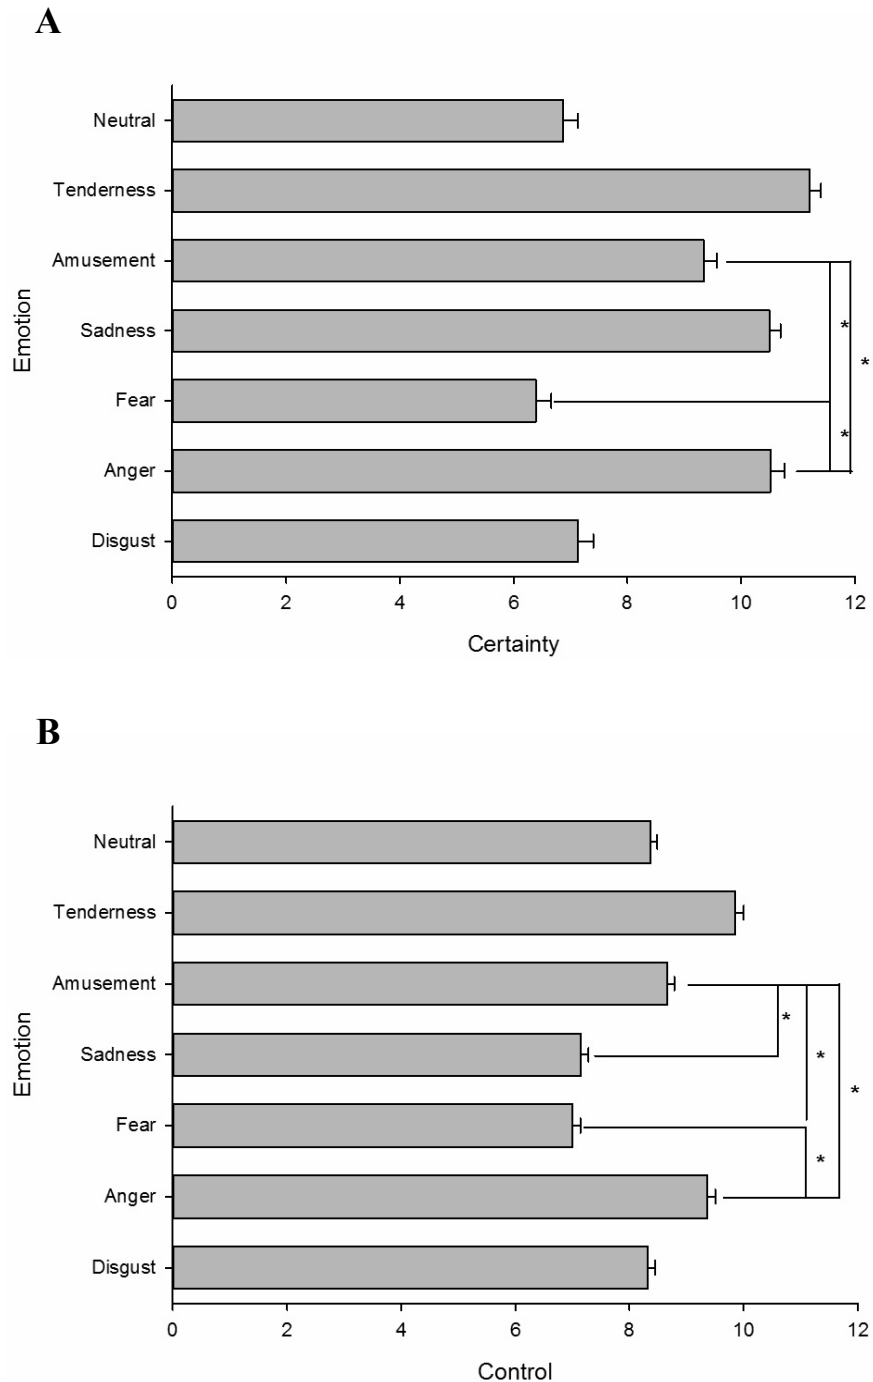 A
Neutral
Tenderness
Amusement
Sadness
Fear
Anger
Disgust
Emotion
*
*
*
0 2 4 6 8 10 12
Certainty
B
Neutral
Tenderness
Amusement
Sadness
Fear
Anger
Disgust
Emotion
*
*
*
*
0 2 4 6 8 10 12
Control